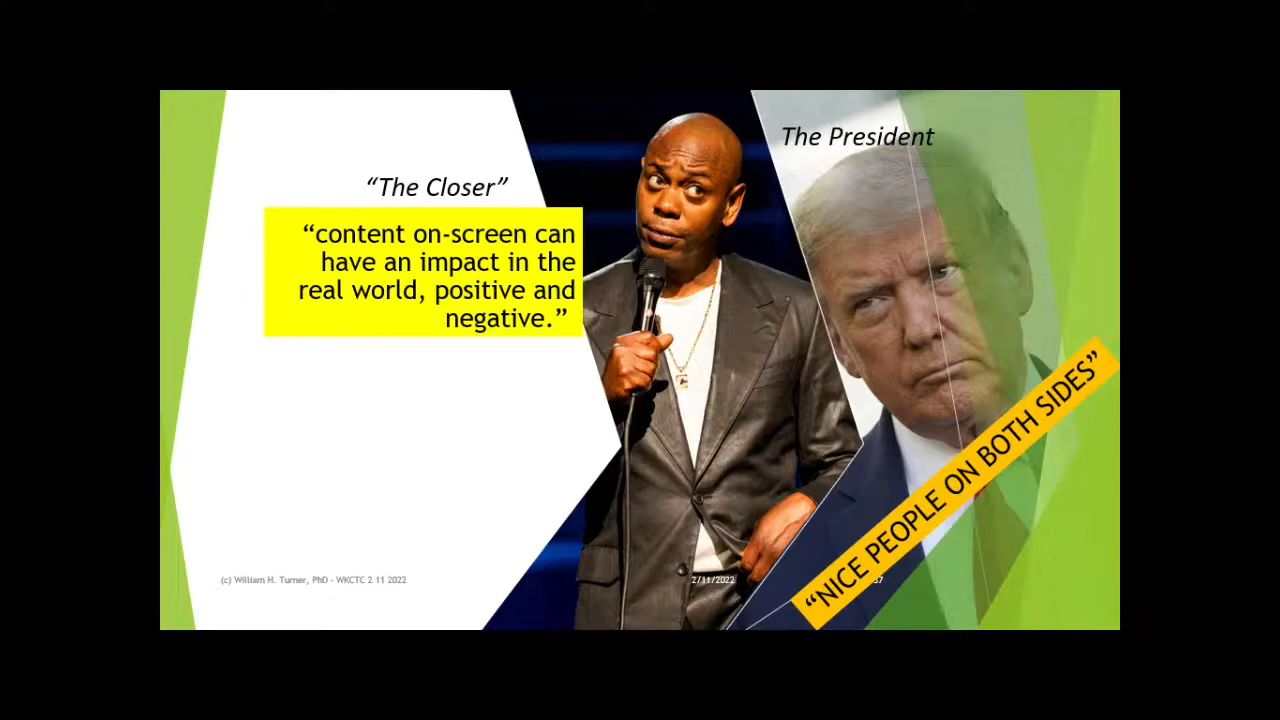 The President
“The Closer”
“content on-screen can
have an impact in the
real world, positive and
negative.”
“NICE PEOPLE ON BOTH SIDES”
(c) William H. Turner, PhD - WKCTC 2 11 2022
2/11/2022